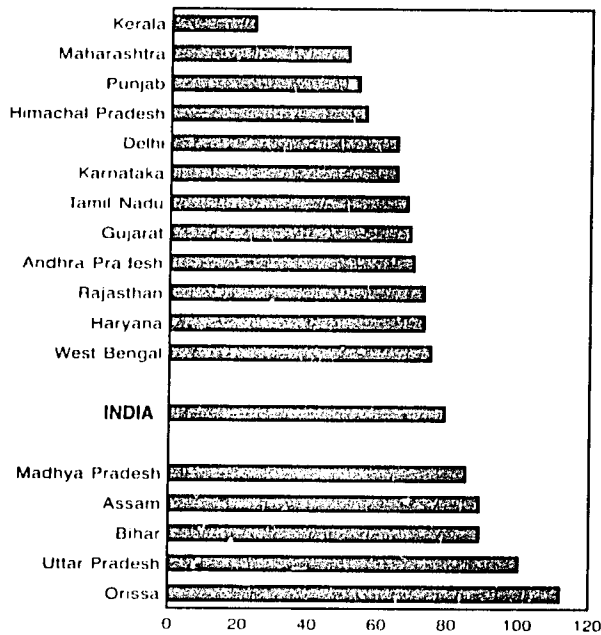 Kerala
Maharashtra
Punjab
Himachal Pradesh
Delhi
Karnataka
Tamil Nadu
Gujarat
Andhra Pradesh
Rajasthan
Haryana
West Bengal
INDIA
Madhya Pradesh
Assam
Bihar
Uttar Pradesh
Orissa
0 20 40 60 80 100 120